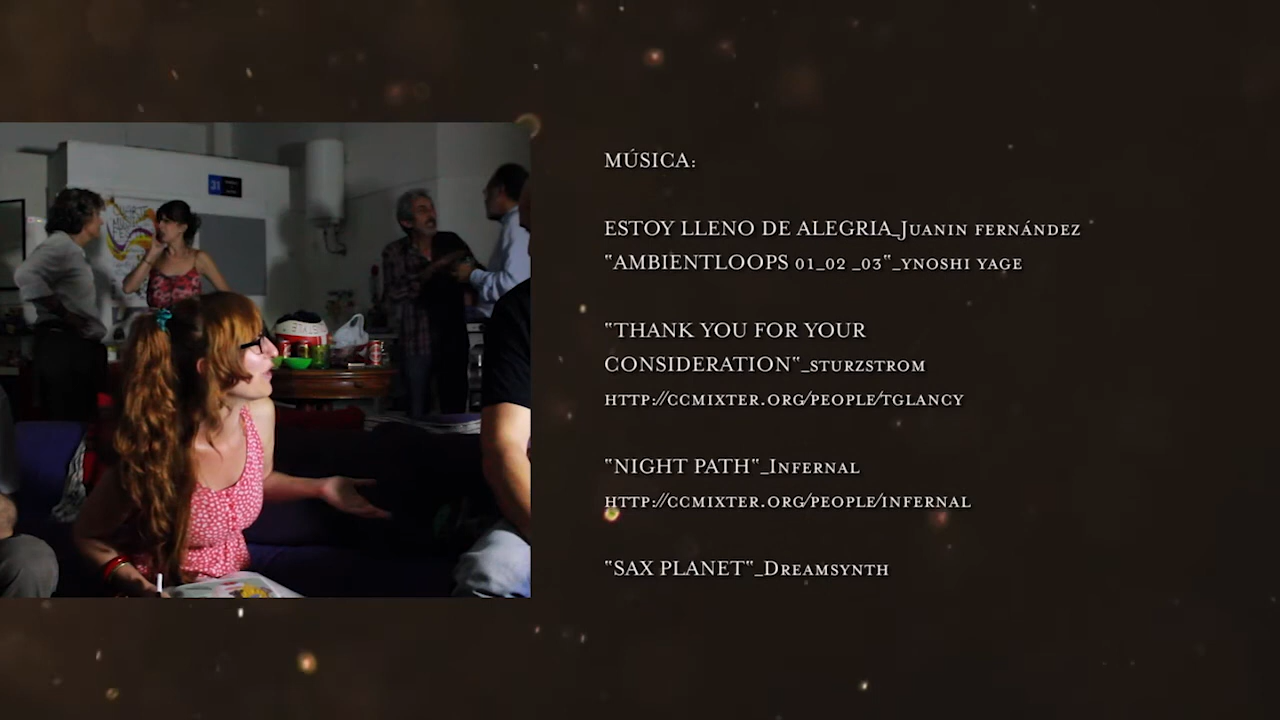 31
MÚSICA:
ESTOY LLENO DE ALEGRIA_Juanin fernández
"AMBIENTLOOPS 01_02 _03"_ynoshi yage
"THANK YOU FOR YOUR
CONSIDERATION"_sturzstrom
http://ccmixter.org/people/tglancy
"NIGHT PATH"_Infernal
http://ccmixter.org/people/infernal
"SAX PLANET"_Dreamsynth